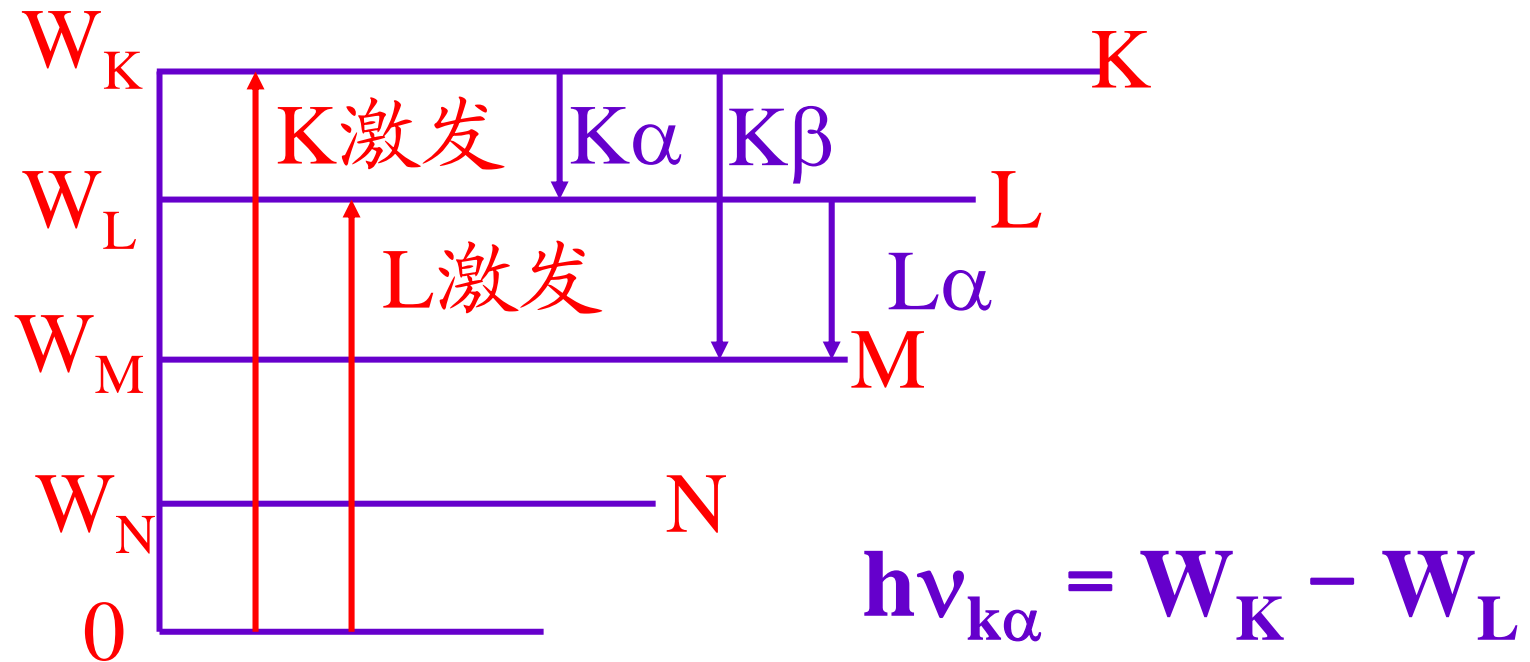 W_K K
K激发 Kα Kβ
W_L L
L激发 Lα
W_M M
W_N N
0
hν_kα = W_K − W_L